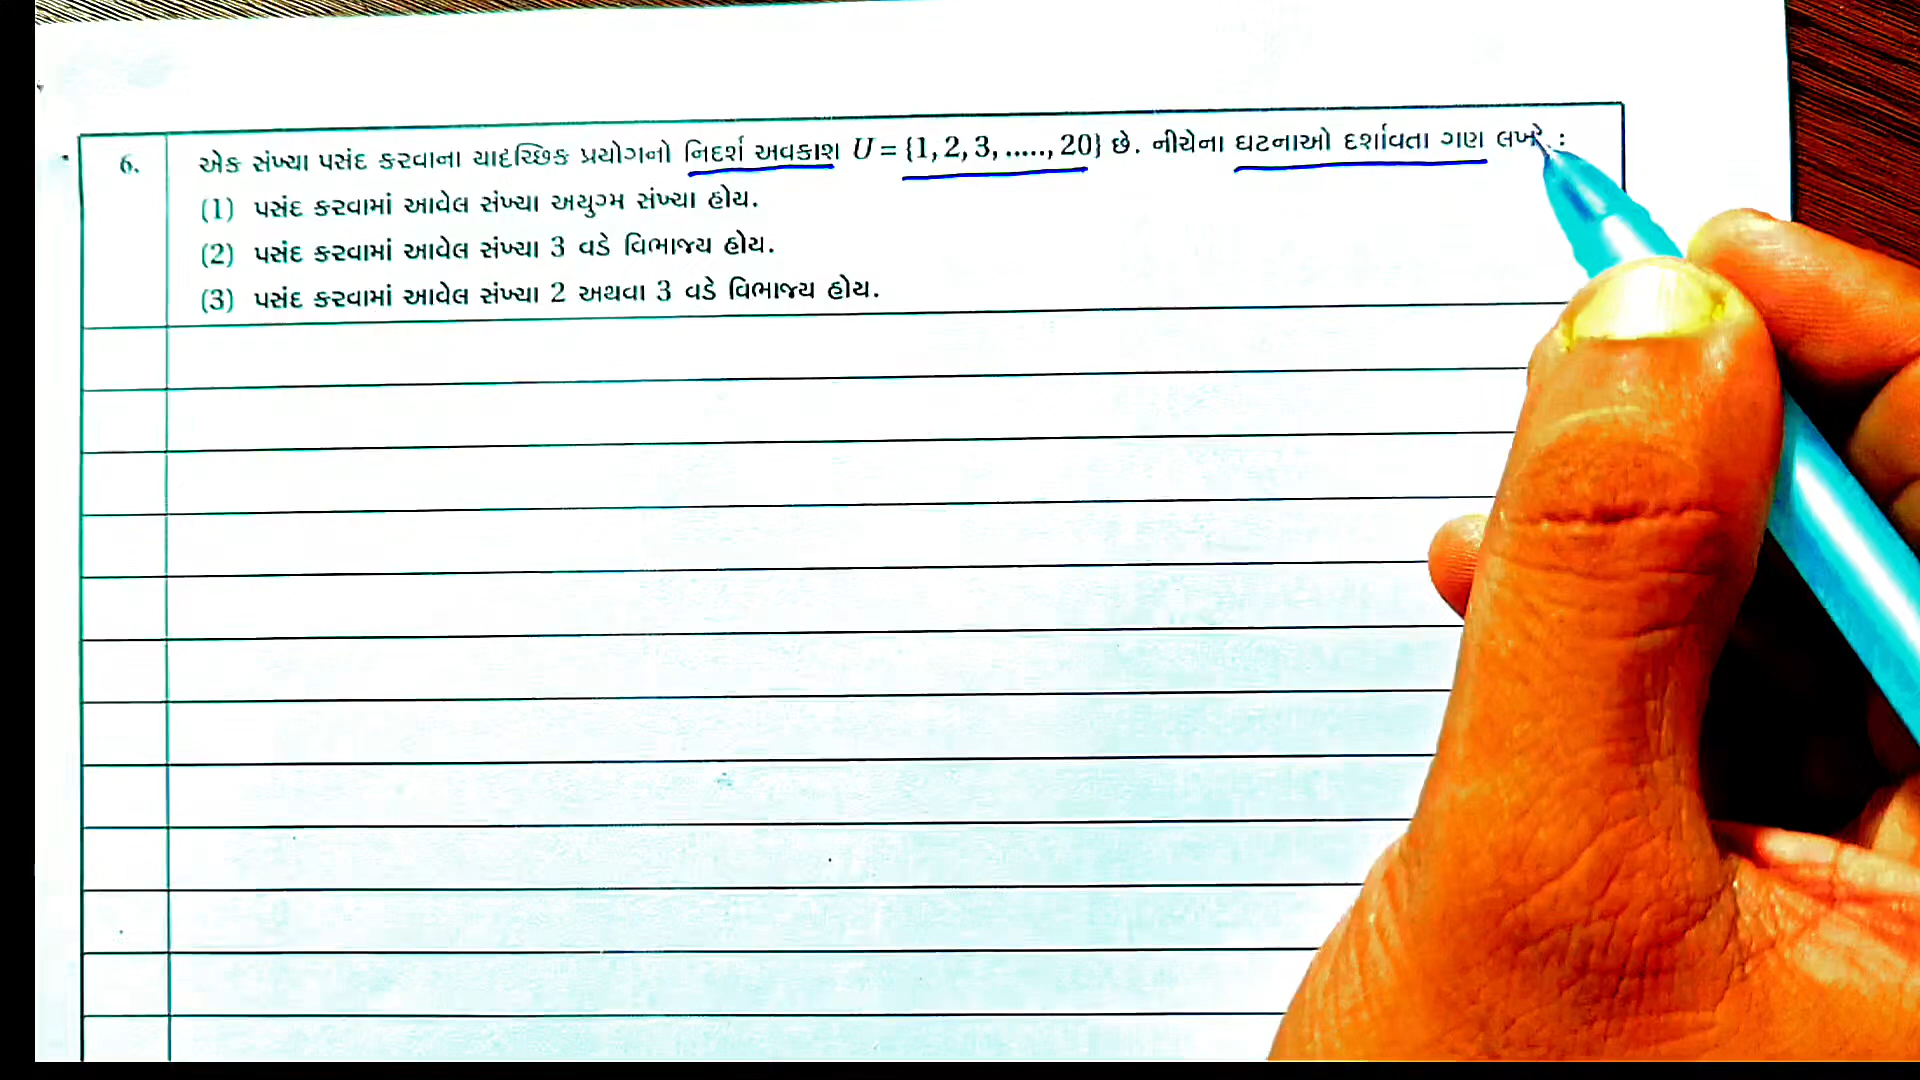 6. એક સંખ્યા પસંદ કરવાના યાદચ્છિક પ્રયોગનો નિદર્શ અવકાશ U = {1, 2, 3, ....., 20} છે. નીચેના ઘટનાઓ દર્શાવતા ગણ લખો :
(1) પસંદ કરવામાં આવેલ સંખ્યા અયુગ્મ સંખ્યા હોય.
(2) પસંદ કરવામાં આવેલ સંખ્યા 3 વડે વિભાજ્ય હોય.
(3) પસંદ કરવામાં આવેલ સંખ્યા 2 અથવા 3 વડે વિભાજ્ય હોય.